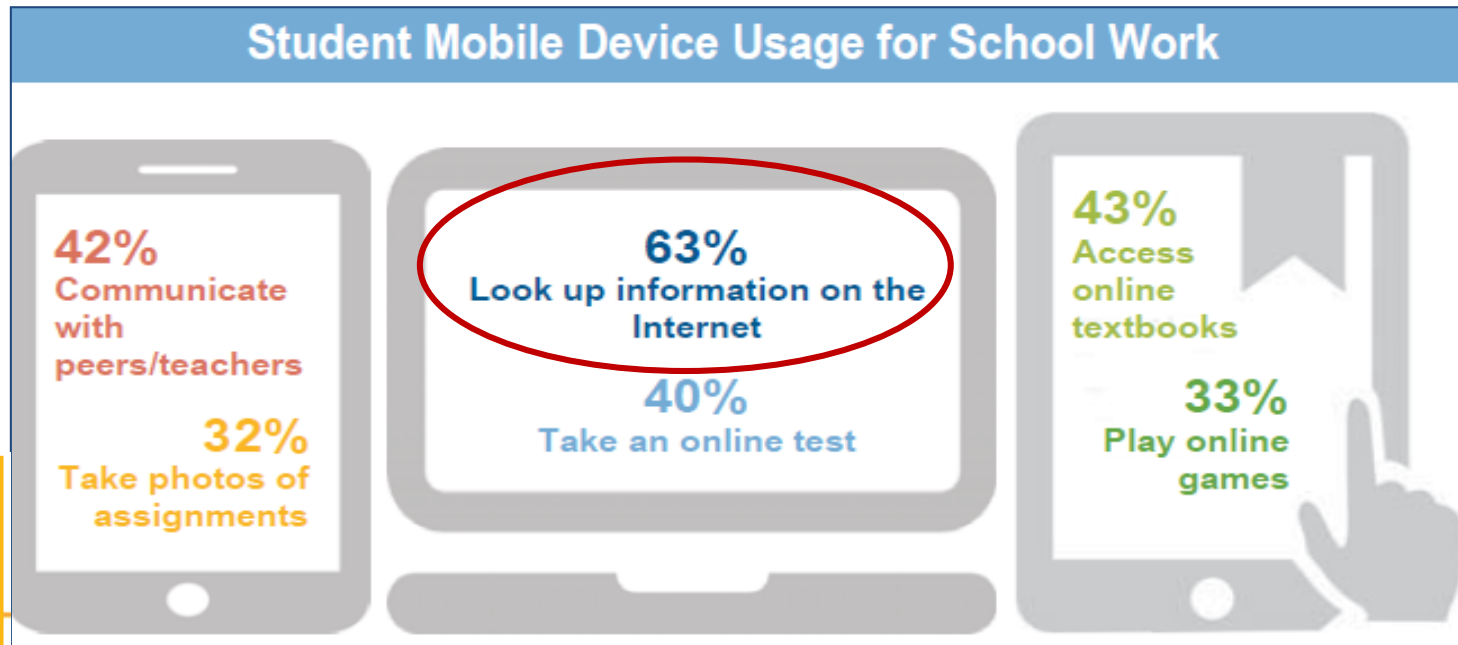 Student Mobile Device Usage for School Work
42%
Communicate
with
peers/teachers
32%
Take photos of
assignments
63%
Look up information on the
Internet
40%
Take an online test
43%
Access
online
textbooks
33%
Play online
games